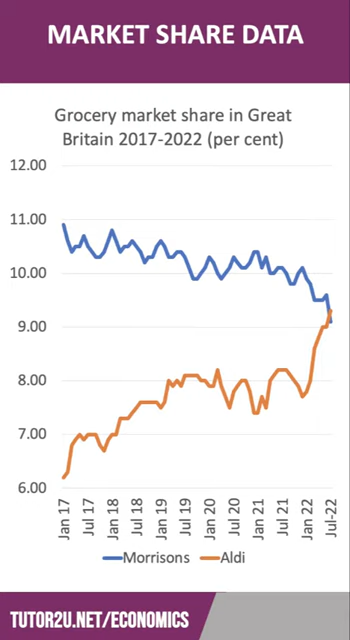 MARKET SHARE DATA
Grocery market share in Great
Britain 2017-2022 (per cent)
12.00
11.00
10.00
9.00
8.00
7.00
6.00
Jan 17
Jul 17
Jan 18
Jul 18
Jan 19
Jul 19
Jan 20
Jul 20
Jan 21
Jul 21
Jan 22
Jul-22
Morrisons
Aldi
TUTOR2U.NET/ECONOMICS